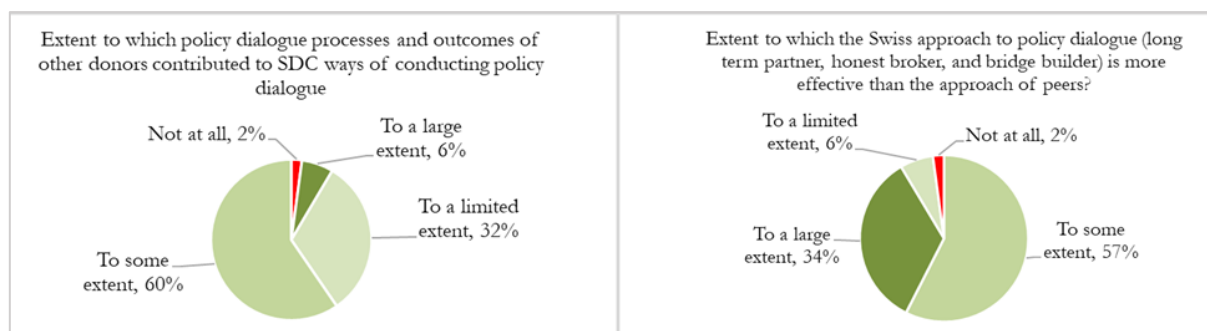 Extent to which policy dialogue processes and outcomes of
other donors contributed to SDC ways of conducting policy
dialogue
Not at all, 2%
To a large
extent, 6%
To a limited
extent, 32%
To some
extent, 60%
Extent to which the Swiss approach to policy dialogue (long
term partner, honest broker, and bridge builder) is more
effective than the approach of peers?
To a limited
extent, 6%
Not at all, 2%
To a large
extent, 34%
To some
extent, 57%